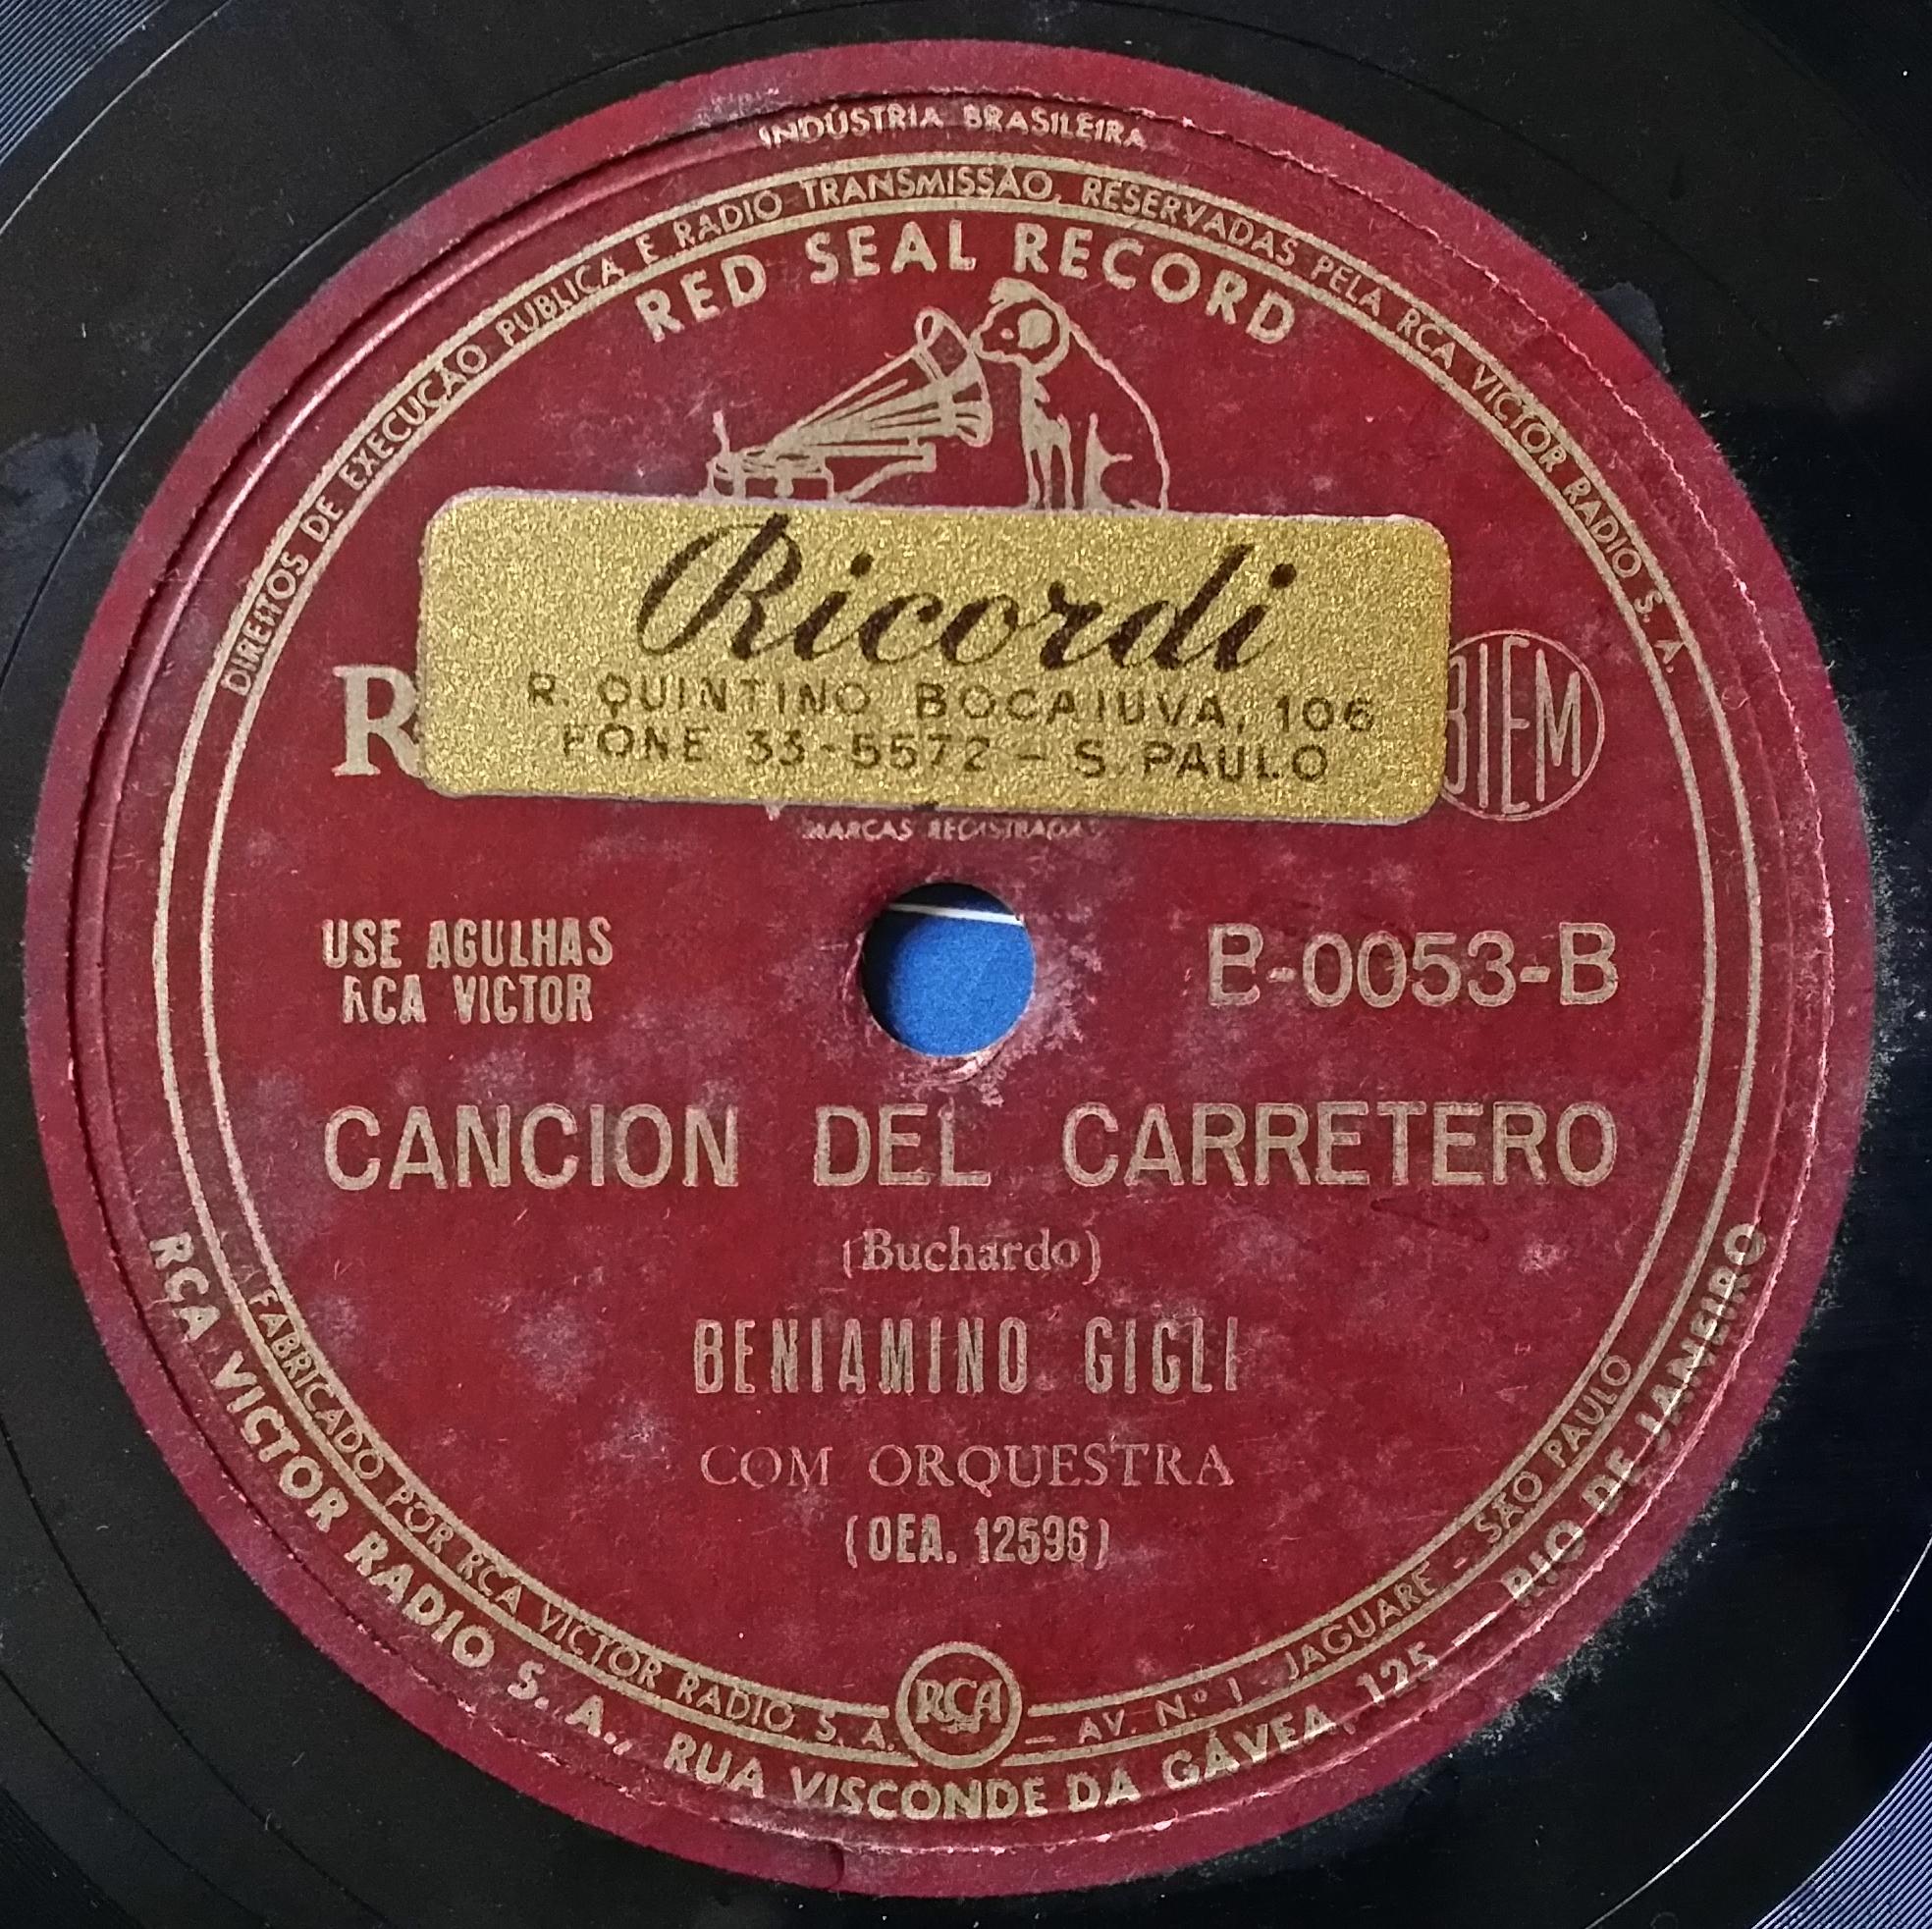 INDÚSTRIA BRASILEIRA
DIREITOS DE EXECUÇÃO PUBLICA E RADIO TRANSMISSÃO, RESERVADAS PELA RCA VICTOR RADIO S. A.
RED SEAL RECORD
Ricordi
R. QUINTINO BOCAIUVA, 106
FONE 33-5572 - S. PAULO
R
BIEM
MARCAS REGISTRADAS
USE AGULHAS
RCA VICTOR
B-0053-B
CANCION DEL CARRETERO
(Buchardo)
BENIAMINO GIGLI
COM ORQUESTRA
(OEA. 12596)
FABRICADO POR RCA VICTOR RADIO S. A. — AV. N.º 1 - JAGUARE - SÃO PAULO
RCA
RCA VICTOR RADIO S. A., RUA VISCONDE DA GÁVEA, 125 — RIO DE JANEIRO